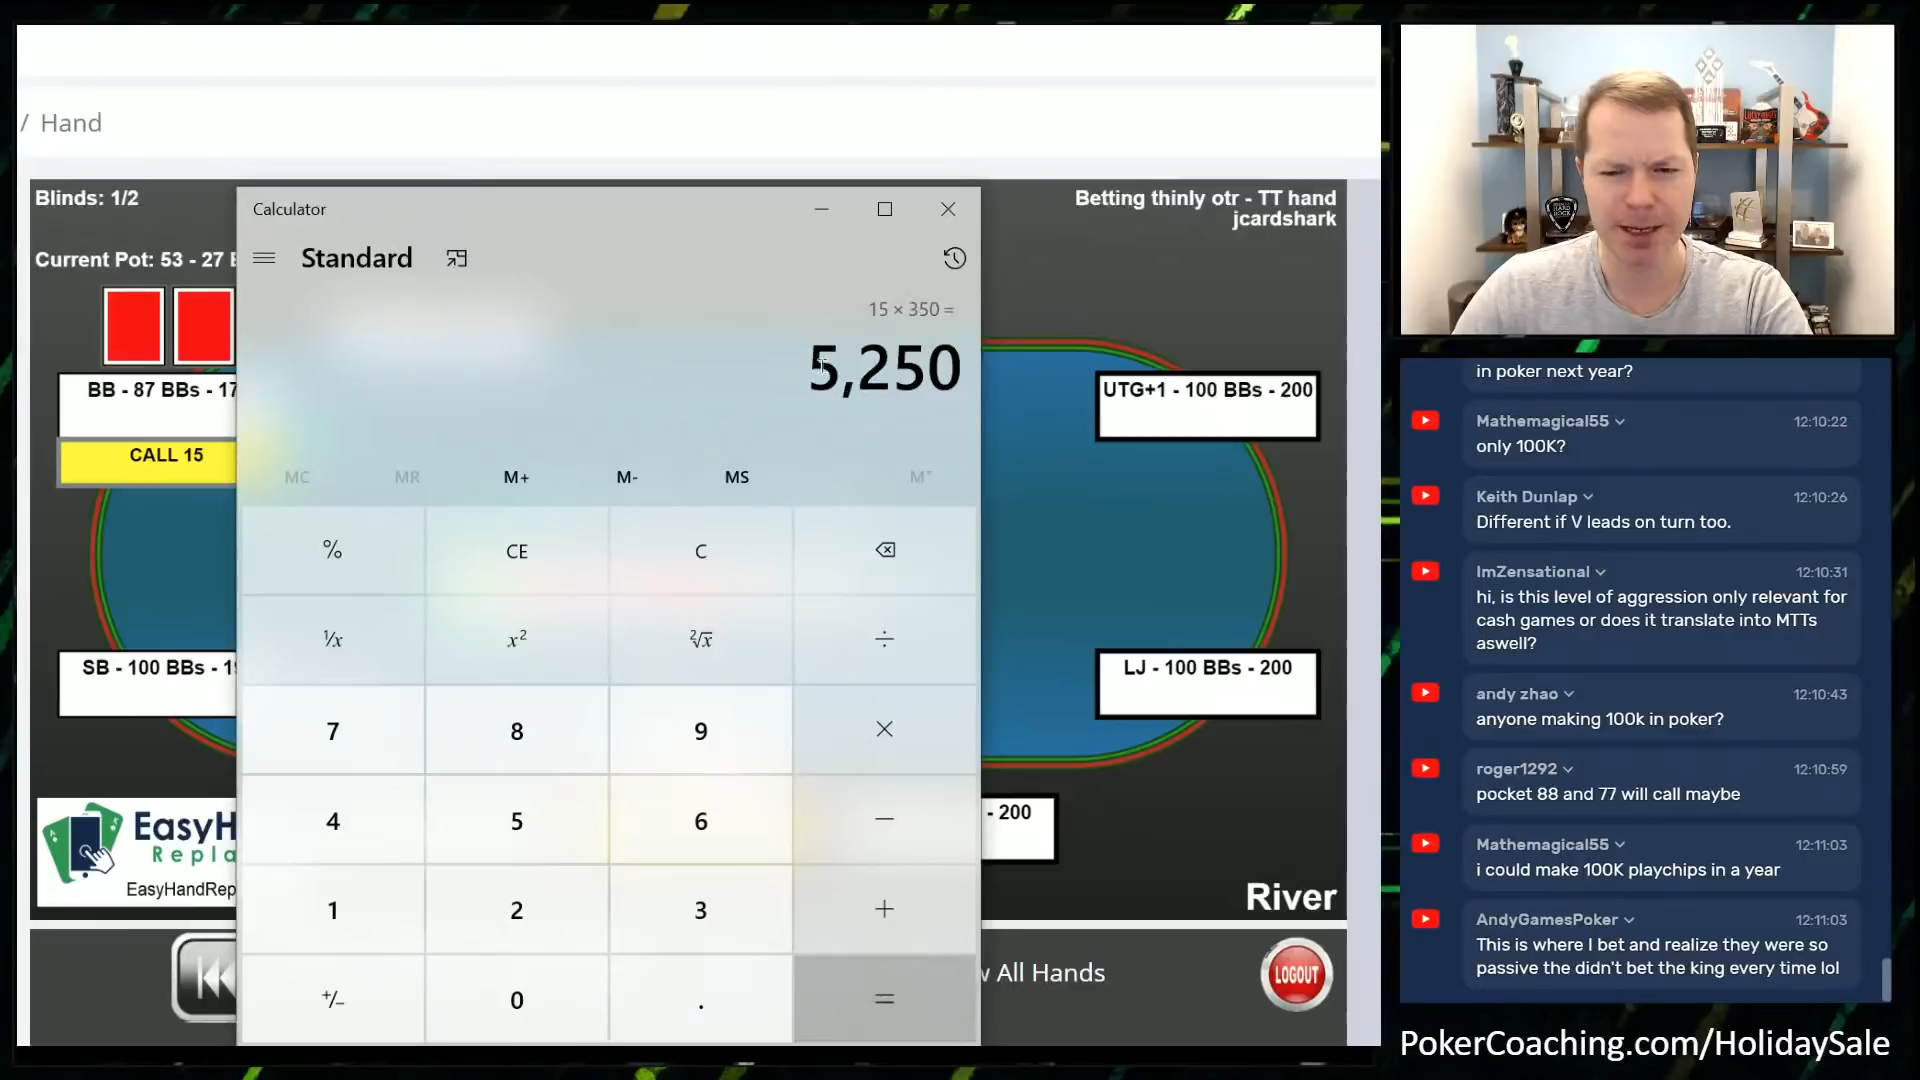 / Hand
Blinds: 1/2
Betting thinly otr - TT hand
jcardshark
Current Pot: 53 - 27
BB - 87 BBs - 17
CALL 15
SB - 100 BBs - 19
UTG+1 - 100 BBs - 200
LJ - 100 BBs - 200
- 200
River
EasyH
Repla
EasyHandRep
All Hands
LOGOUT
Calculator
Standard
15 × 350 =
5,250
MC MR M+ M- MS M˅
% CE C
¹/x x² ²√x ÷
7 8 9 ×
4 5 6 −
1 2 3 +
+/− 0 . =
HARD ROCK
in poker next year?
Mathemagical55 12:10:22
only 100K?
Keith Dunlap 12:10:26
Different if V leads on turn too.
ImZensational 12:10:31
hi, is this level of aggression only relevant for
cash games or does it translate into MTTs
aswell?
andy zhao 12:10:43
anyone making 100k in poker?
roger1292 12:10:59
pocket 88 and 77 will call maybe
Mathemagical55 12:11:03
i could make 100K playchips in a year
AndyGamesPoker 12:11:03
This is where I bet and realize they were so
passive the didn't bet the king every time lol
PokerCoaching.com/HolidaySale